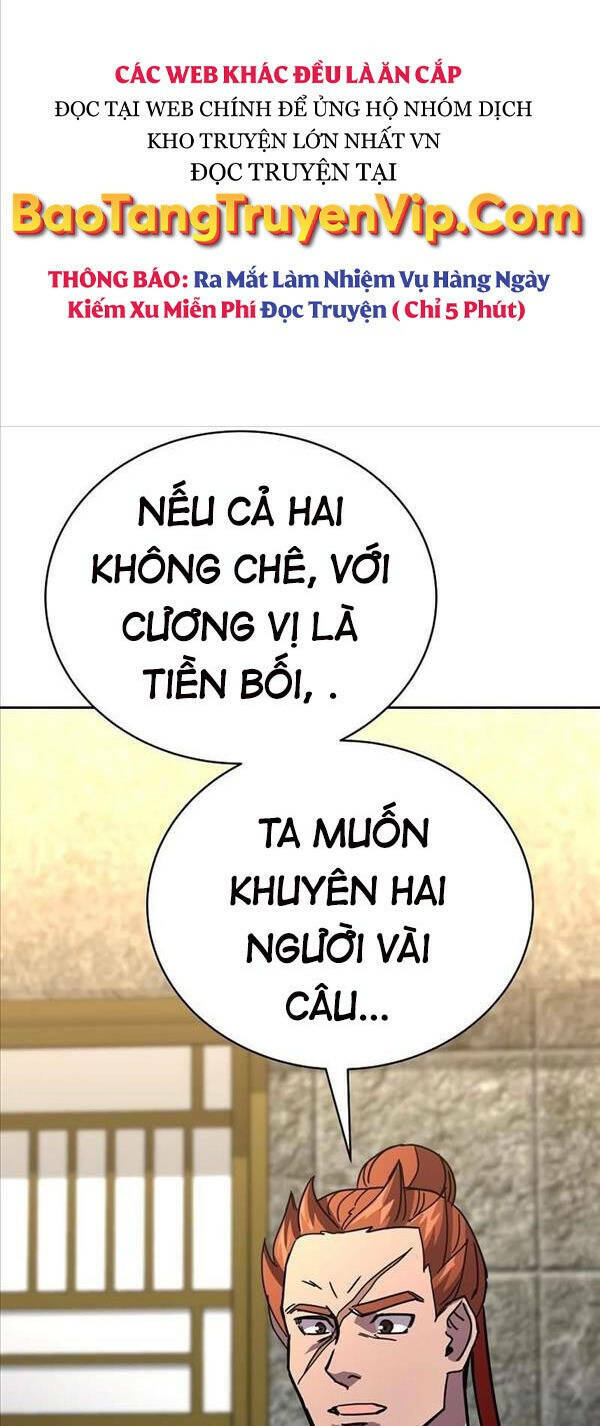 CÁC WEB KHÁC ĐỀU LÀ ĂN CẮP
ĐỌC TẠI WEB CHÍNH ĐỂ ỦNG HỘ NHÓM DỊCH
KHO TRUYỆN LỚN NHẤT VN
ĐỌC TRUYỆN TẠI
BaoTangTruyenVip.Com
THÔNG BÁO: Ra Mắt Làm Nhiệm Vụ Hàng Ngày
Kiếm Xu Miễn Phí Đọc Truyện ( Chỉ 5 Phút)
NẾU CẢ HAI
KHÔNG CHÊ, VỚI
CƯƠNG VỊ LÀ
TIỀN BỐI, .
TA MUỐN
KHUYÊN HAI
NGƯỜI VÀI
CÂU...